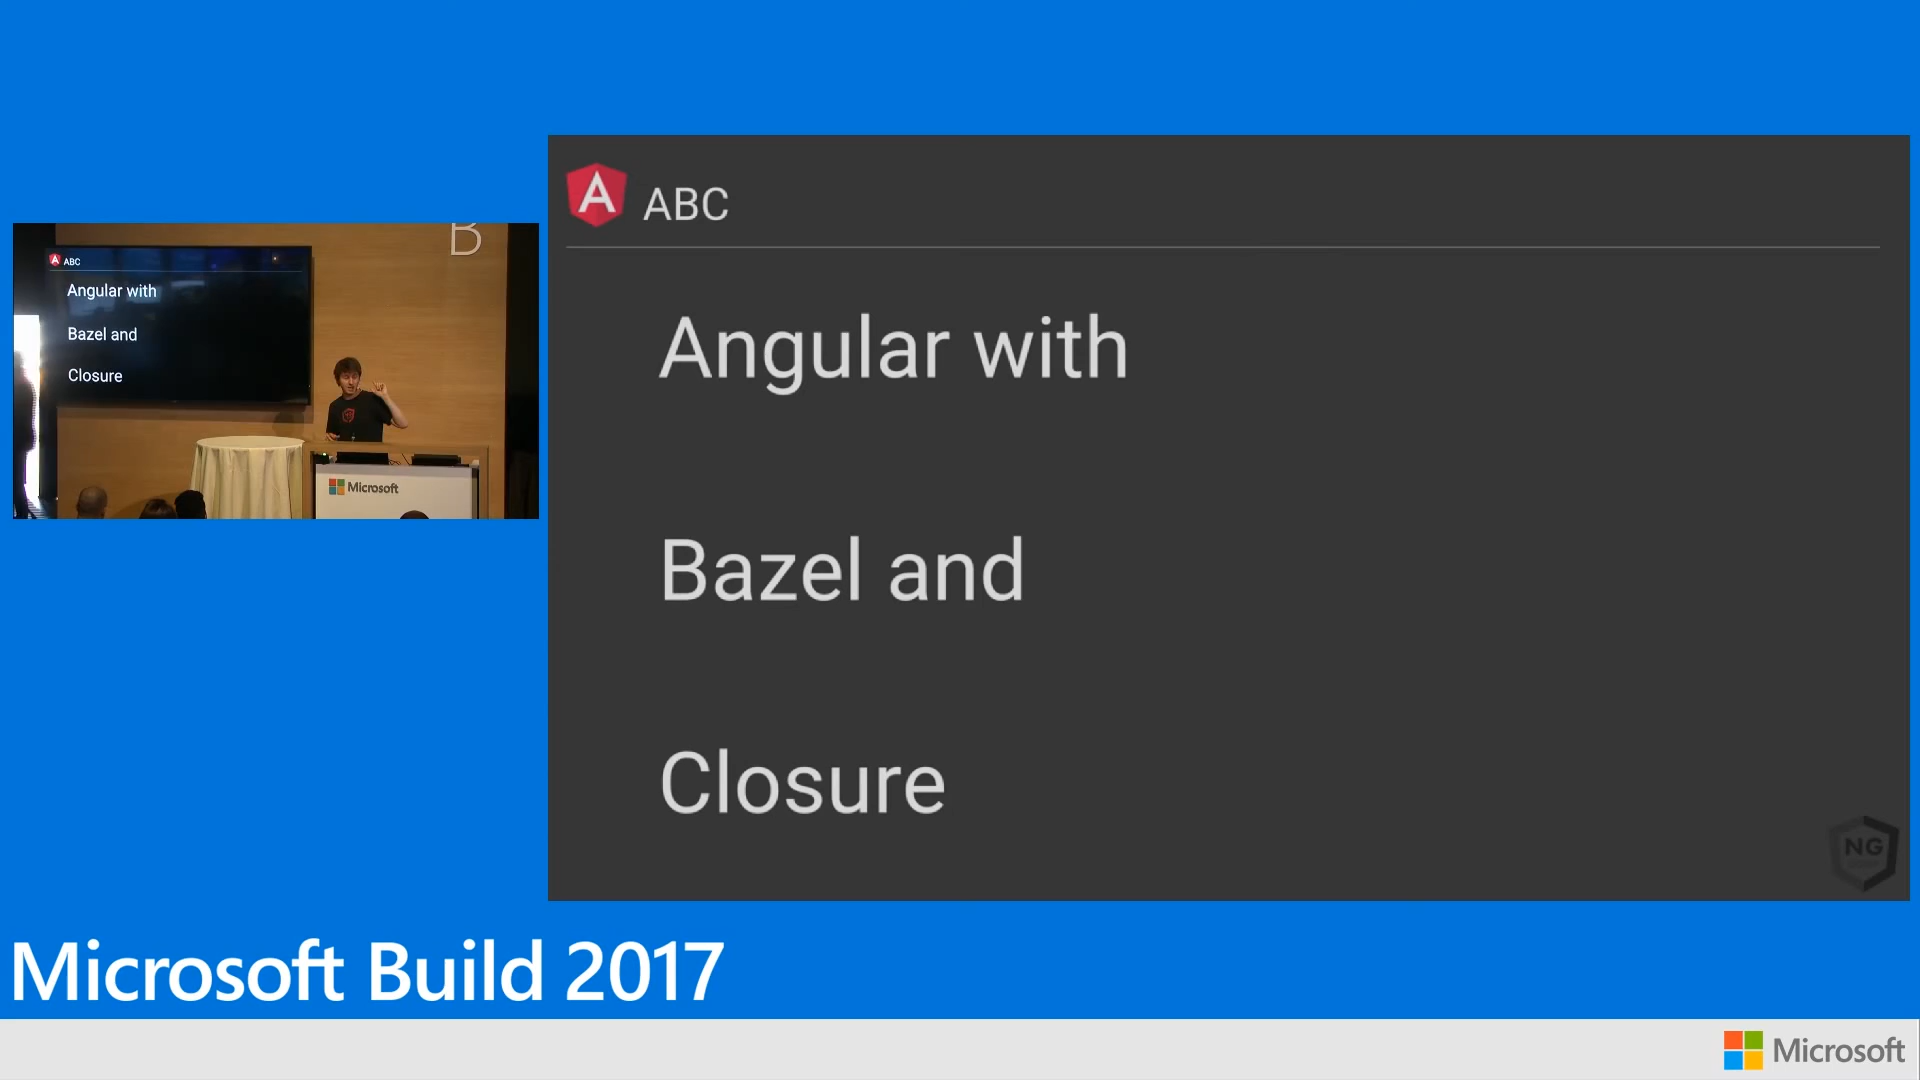 B
A ABC
Angular with
Bazel and
Closure
Microsoft
A ABC
Angular with
Bazel and
Closure
NG
Microsoft Build 2017
Microsoft